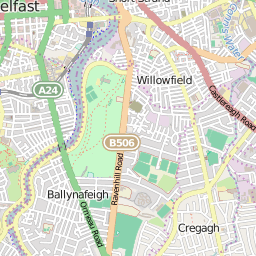 elfast
Short Strand
A24
Willowfield
Castlereagh Road
B506
Ravenhill Road
Ballynafeigh
Ormeau Road
Cregagh